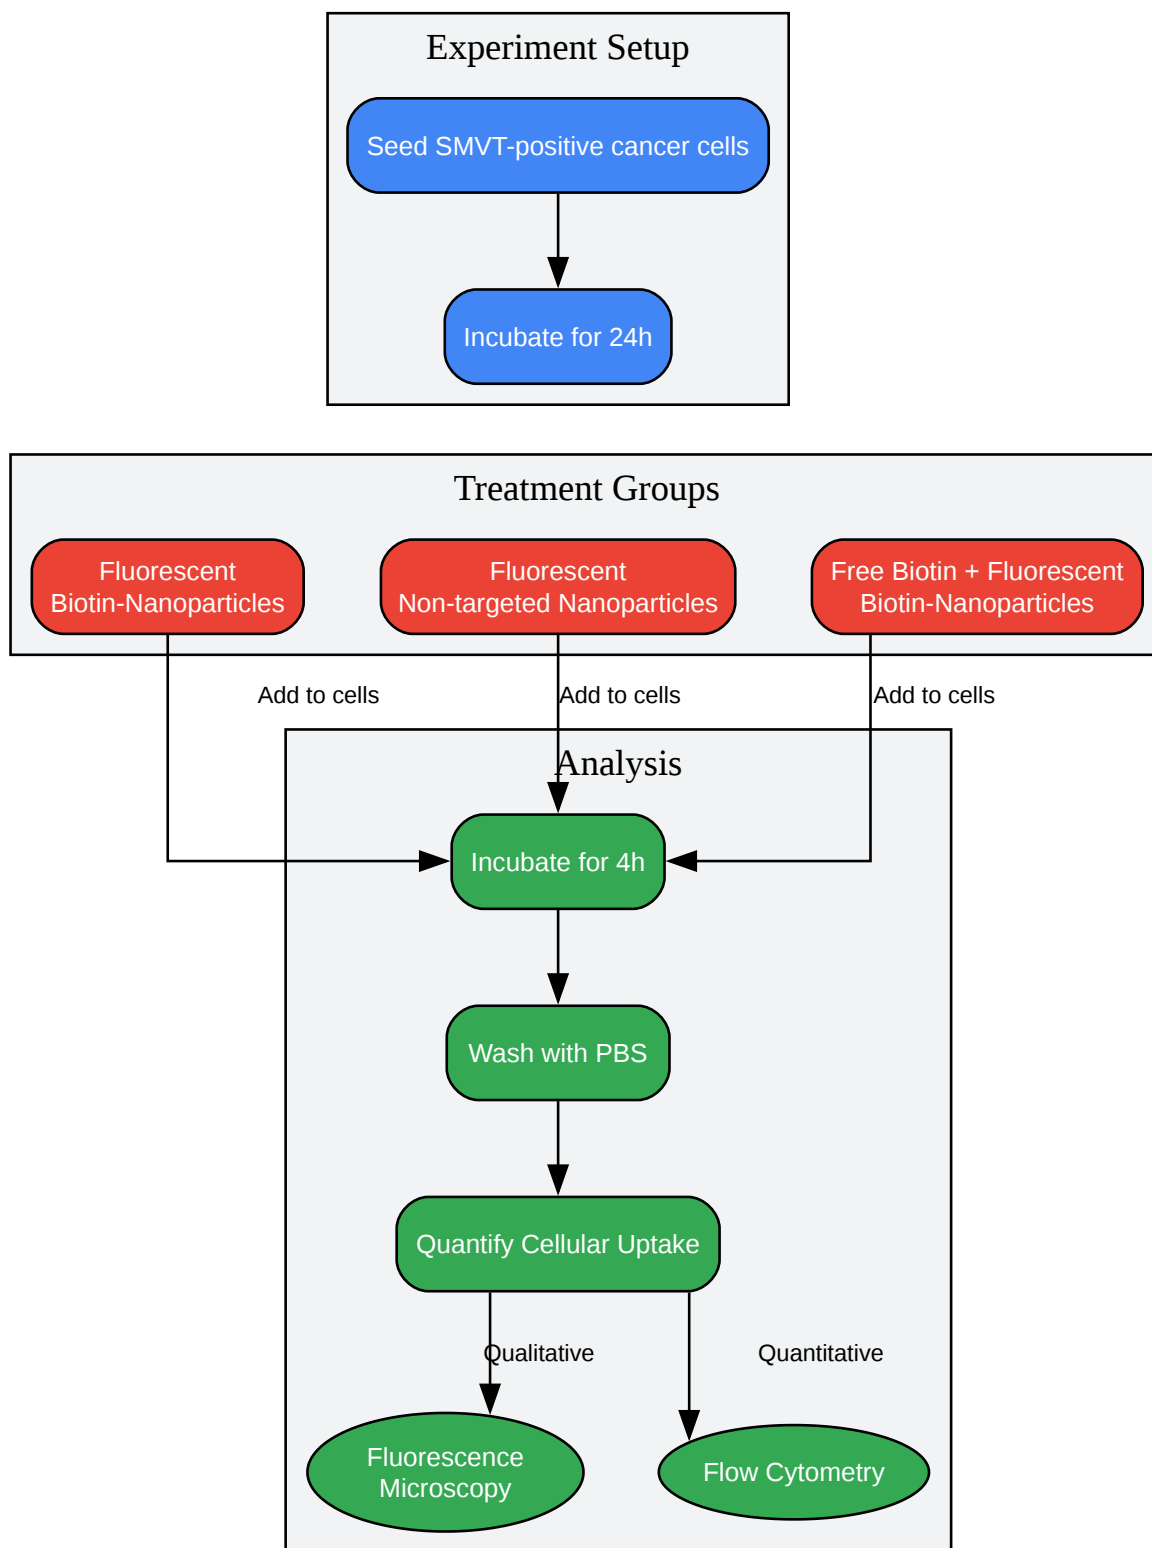 Experiment Setup
Seed SMVT-positive cancer cells
Incubate for 24h
Treatment Groups
Fluorescent
Biotin-Nanoparticles
Fluorescent
Non-targeted Nanoparticles
Free Biotin + Fluorescent
Biotin-Nanoparticles
Add to cells
Add to cells
Add to cells
Analysis
Incubate for 4h
Wash with PBS
Quantify Cellular Uptake
Qualitative
Quantitative
Fluorescence
Microscopy
Flow Cytometry